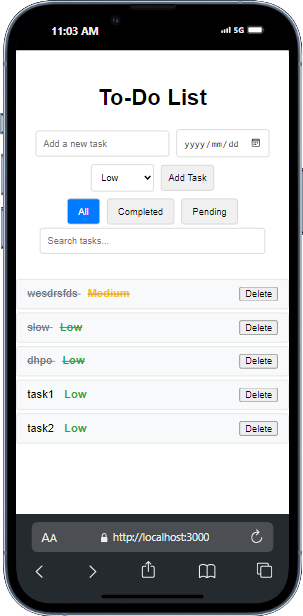 11:03 AM 5G
To-Do List
Add a new task yyyy/mm/dd
Low Add Task
All Completed Pending
Search tasks...
wesdrsfds Medium Delete
slow Low Delete
dhpo Low Delete
task1 Low Delete
task2 Low Delete
AA http://localhost:3000